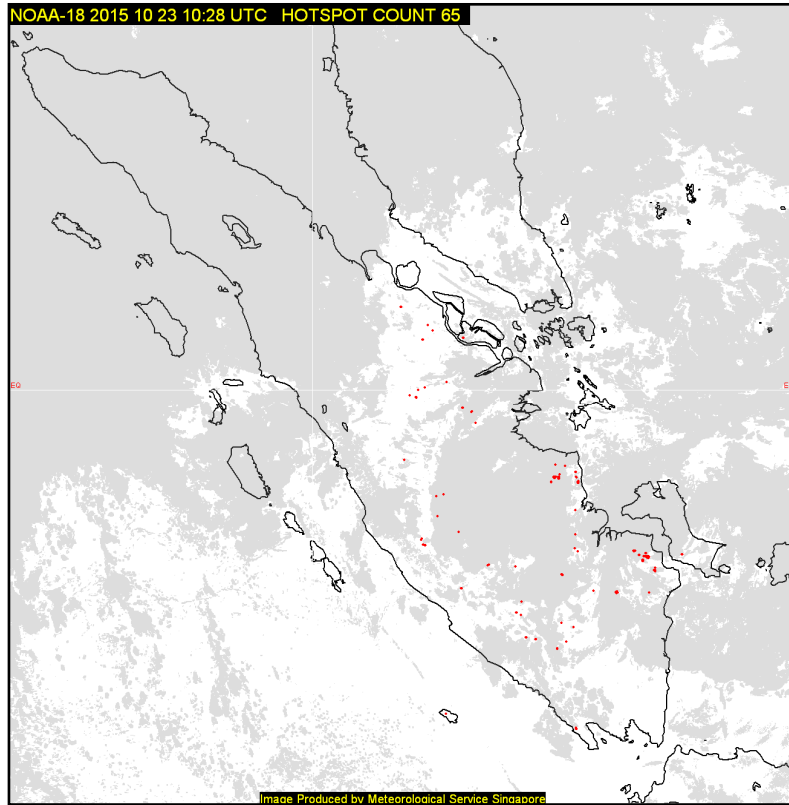 NOAA-18 2015 10 23 10:28 UTC HOTSPOT COUNT 65
EQ
E
Image Produced by Meteorological Service Singapore